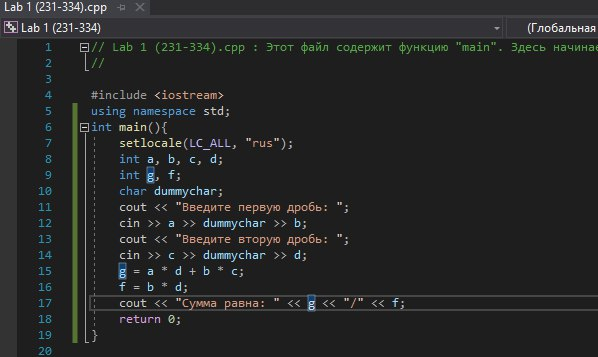 Lab 1 (231-334).cpp
Lab 1 (231-334)
(Глобальная
1 // Lab 1 (231-334).cpp : Этот файл содержит функцию "main". Здесь начинае
2 //
3
4 #include <iostream>
5 using namespace std;
6 int main(){
7 setlocale(LC_ALL, "rus");
8 int a, b, c, d;
9 int g, f;
10 char dummychar;
11 cout << "Введите первую дробь: ";
12 cin >> a >> dummychar >> b;
13 cout << "Введите вторую дробь: ";
14 cin >> c >> dummychar >> d;
15 g = a * d + b * c;
16 f = b * d;
17 cout << "Сумма равна: " << g << "/" << f;
18 return 0;
19 }
20